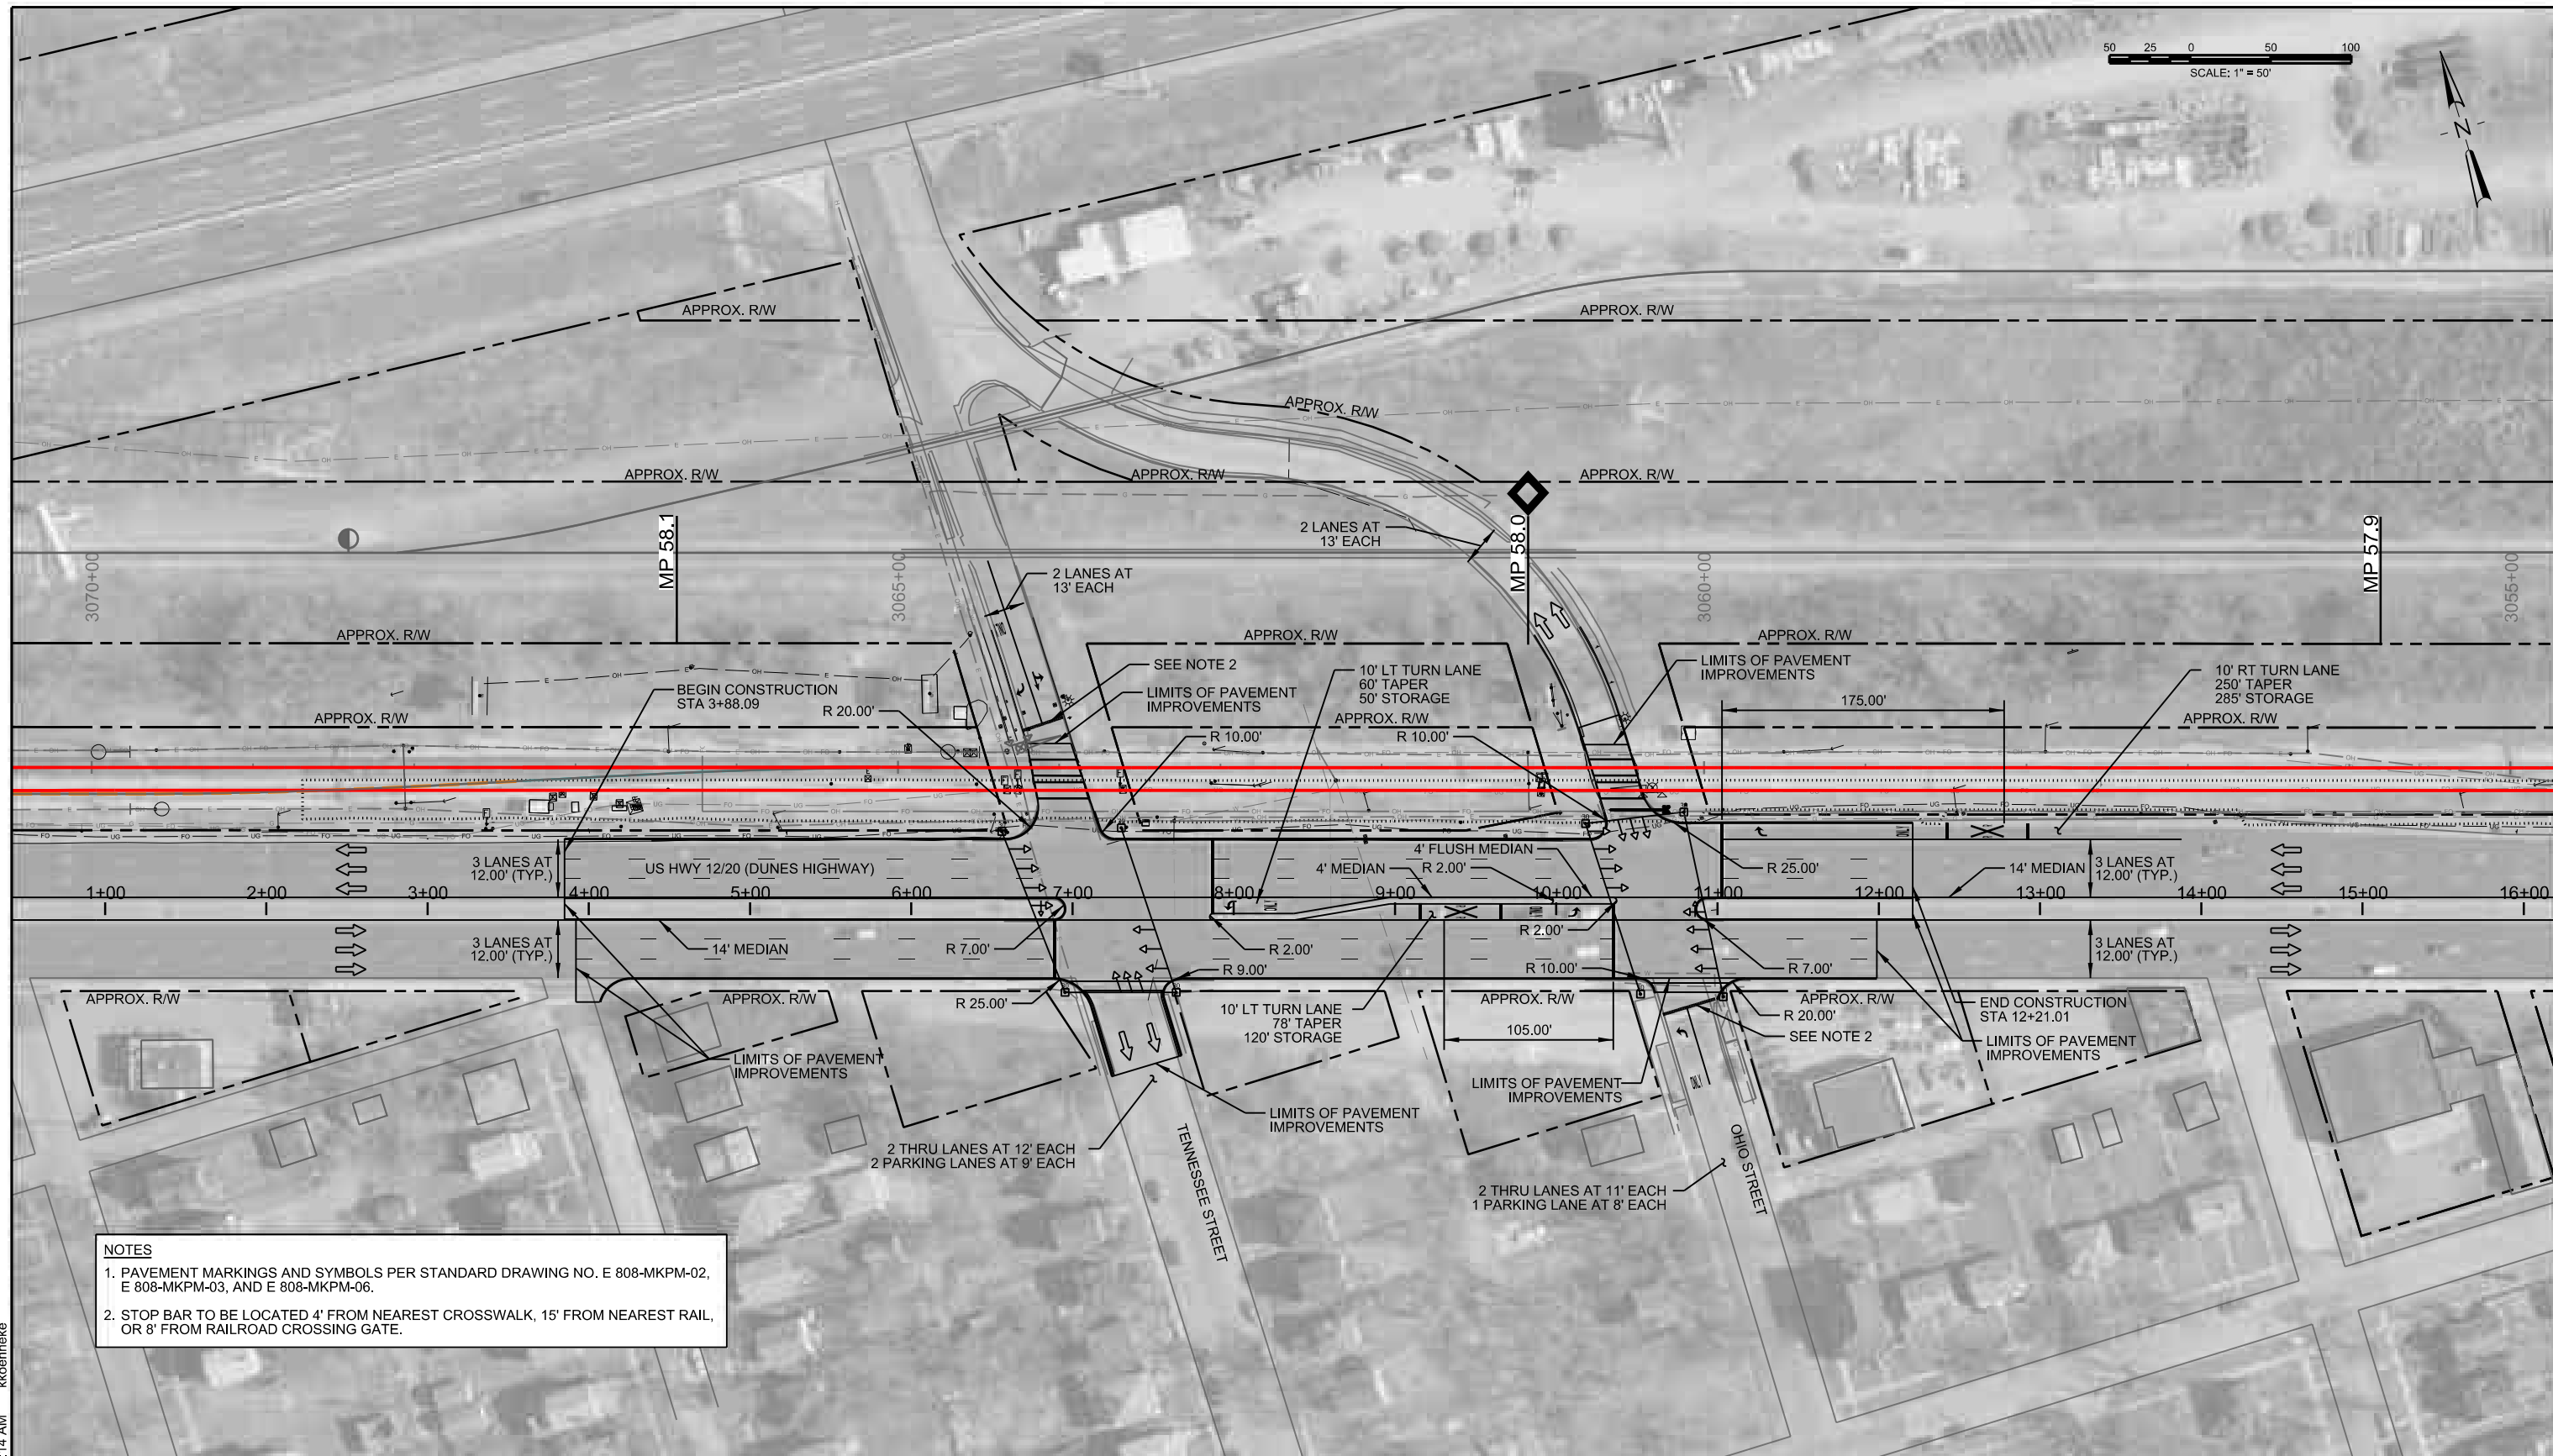 50 25 0 50 100
SCALE: 1" = 50'
N
APPROX. R/W
APPROX. R/W
APPROX. R/W
APPROX. R/W
APPROX. R/W
APPROX. R/W
MP 58.1
MP 58.0
MP 57.9
3070+00
3065+00
3060+00
3055+00
2 LANES AT
13' EACH
2 LANES AT
13' EACH
APPROX. R/W
APPROX. R/W
APPROX. R/W
SEE NOTE 2
LIMITS OF PAVEMENT
IMPROVEMENTS
10' LT TURN LANE
60' TAPER
50' STORAGE
LIMITS OF PAVEMENT
IMPROVEMENTS
10' RT TURN LANE
250' TAPER
285' STORAGE
BEGIN CONSTRUCTION
STA 3+88.09
R 20.00'
175.00'
APPROX. R/W
APPROX. R/W
APPROX. R/W
R 10.00'
R 10.00'
3 LANES AT
12.00' (TYP.)
US HWY 12/20 (DUNES HIGHWAY)
4' FLUSH MEDIAN
4' MEDIAN
R 2.00'
R 25.00'
14' MEDIAN
3 LANES AT
12.00' (TYP.)
1+00
2+00
3+00
4+00
5+00
6+00
7+00
8+00
9+00
10+00
11+00
12+00
13+00
14+00
15+00
16+00
3 LANES AT
12.00' (TYP.)
14' MEDIAN
R 7.00'
R 2.00'
R 2.00'
R 9.00'
R 10.00'
R 7.00'
3 LANES AT
12.00' (TYP.)
APPROX. R/W
APPROX. R/W
R 25.00'
10' LT TURN LANE
78' TAPER
120' STORAGE
APPROX. R/W
105.00'
APPROX. R/W
R 20.00'
SEE NOTE 2
END CONSTRUCTION
STA 12+21.01
LIMITS OF PAVEMENT
IMPROVEMENTS
LIMITS OF PAVEMENT
IMPROVEMENTS
LIMITS OF PAVEMENT
IMPROVEMENTS
ONLY
LIMITS OF PAVEMENT
IMPROVEMENTS
2 THRU LANES AT 12' EACH
2 PARKING LANES AT 9' EACH
TENNESSEE STREET
OHIO STREET
2 THRU LANES AT 11' EACH
1 PARKING LANE AT 8' EACH
NOTES
1. PAVEMENT MARKINGS AND SYMBOLS PER STANDARD DRAWING NO. E 808-MKPM-02,
E 808-MKPM-03, AND E 808-MKPM-06.
2. STOP BAR TO BE LOCATED 4' FROM NEAREST CROSSWALK, 15' FROM NEAREST RAIL,
OR 8' FROM RAILROAD CROSSING GATE.